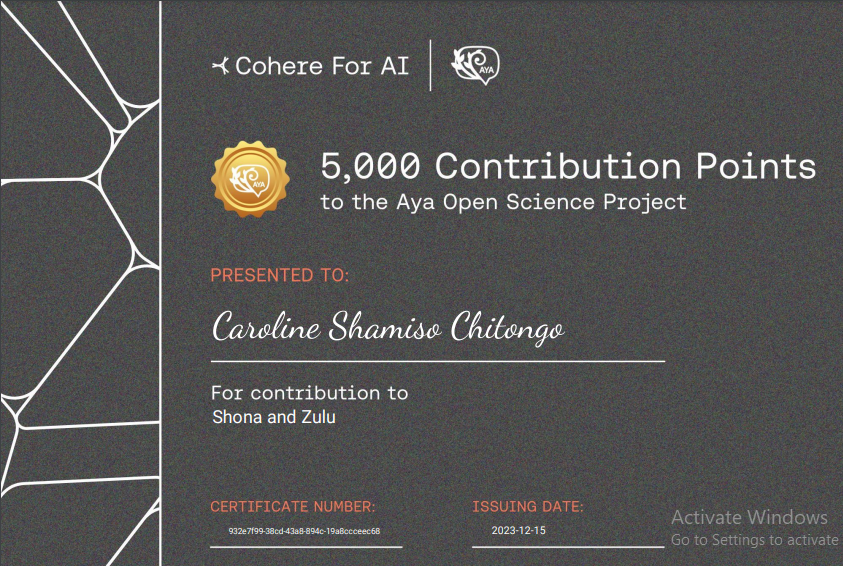 Cohere For AI
AYA
AYA
5,000 Contribution Points
to the Aya Open Science Project
PRESENTED TO:
Caroline Shamiso Chitongo
For contribution to
Shona and Zulu
CERTIFICATE NUMBER:
932e7f99-38cd-43a8-894c-19a8ccceec68
ISSUING DATE:
2023-12-15
Activate Windows
Go to Settings to activate